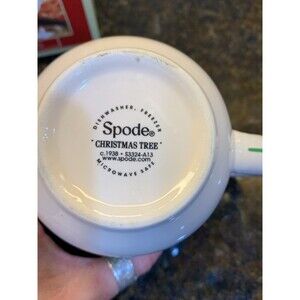 DISHWASHER, FREEZER
Spode®
"CHRISTMAS TREE"
c.1938 • S3324-A13
www.spode.com
MICROWAVE SAFE